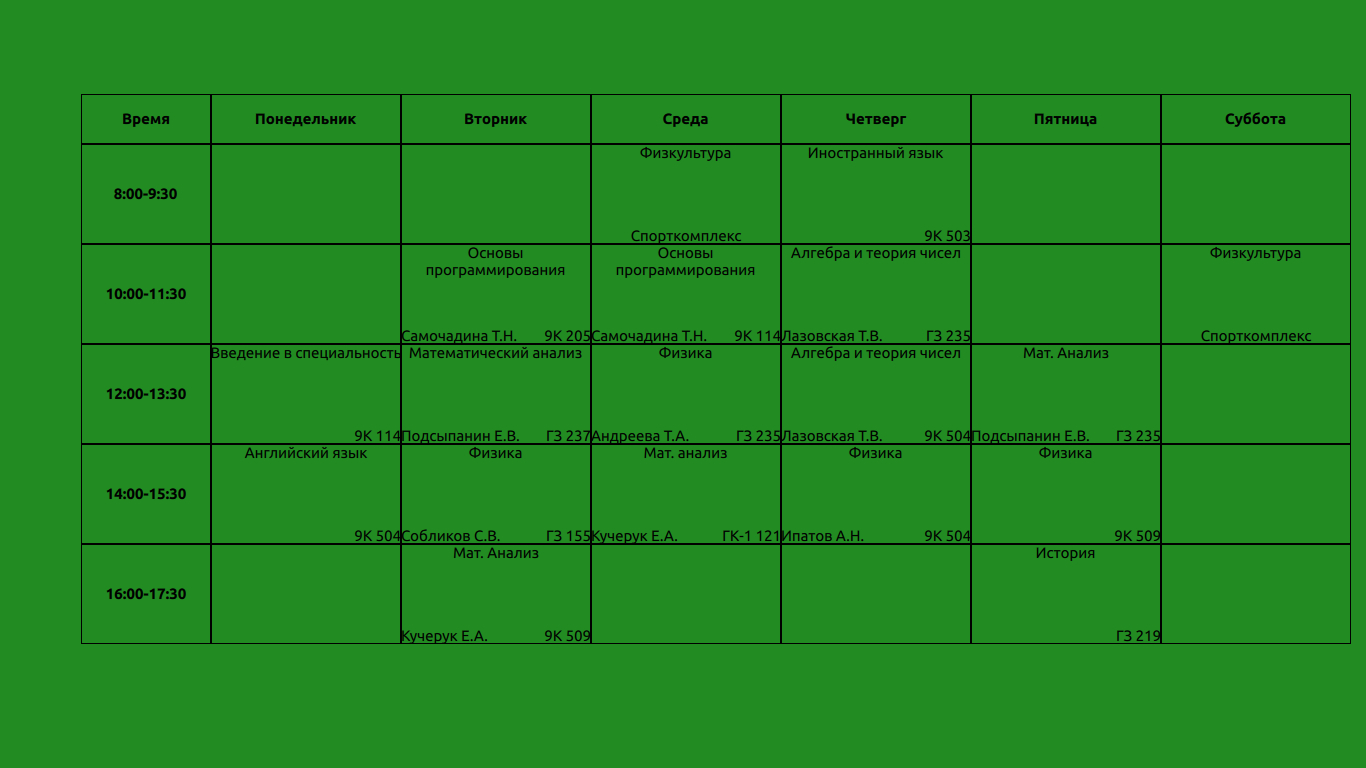 Время Понедельник Вторник Среда Четверг Пятница Суббота
8:00-9:30
Физкультура
Спорткомплекс
Иностранный язык
9К 503
10:00-11:30
Основы
программирования
Самочадина Т.Н. 9К 205
Основы
программирования
Самочадина Т.Н. 9К 114
Алгебра и теория чисел
Лазовская Т.В. ГЗ 235
Физкультура
Спорткомплекс
12:00-13:30
Введение в специальность
9К 114
Математический анализ
Подсыпанин Е.В. ГЗ 237
Физика
Андреева Т.А. ГЗ 235
Алгебра и теория чисел
Лазовская Т.В. 9К 504
Мат. Анализ
Подсыпанин Е.В. ГЗ 235
14:00-15:30
Английский язык
9К 504
Физика
Собликов С.В. ГЗ 155
Мат. анализ
Кучерук Е.А. ГК-1 121
Физика
Ипатов А.Н. 9К 504
Физика
9К 509
16:00-17:30
Мат. Анализ
Кучерук Е.А. 9К 509
История
ГЗ 219